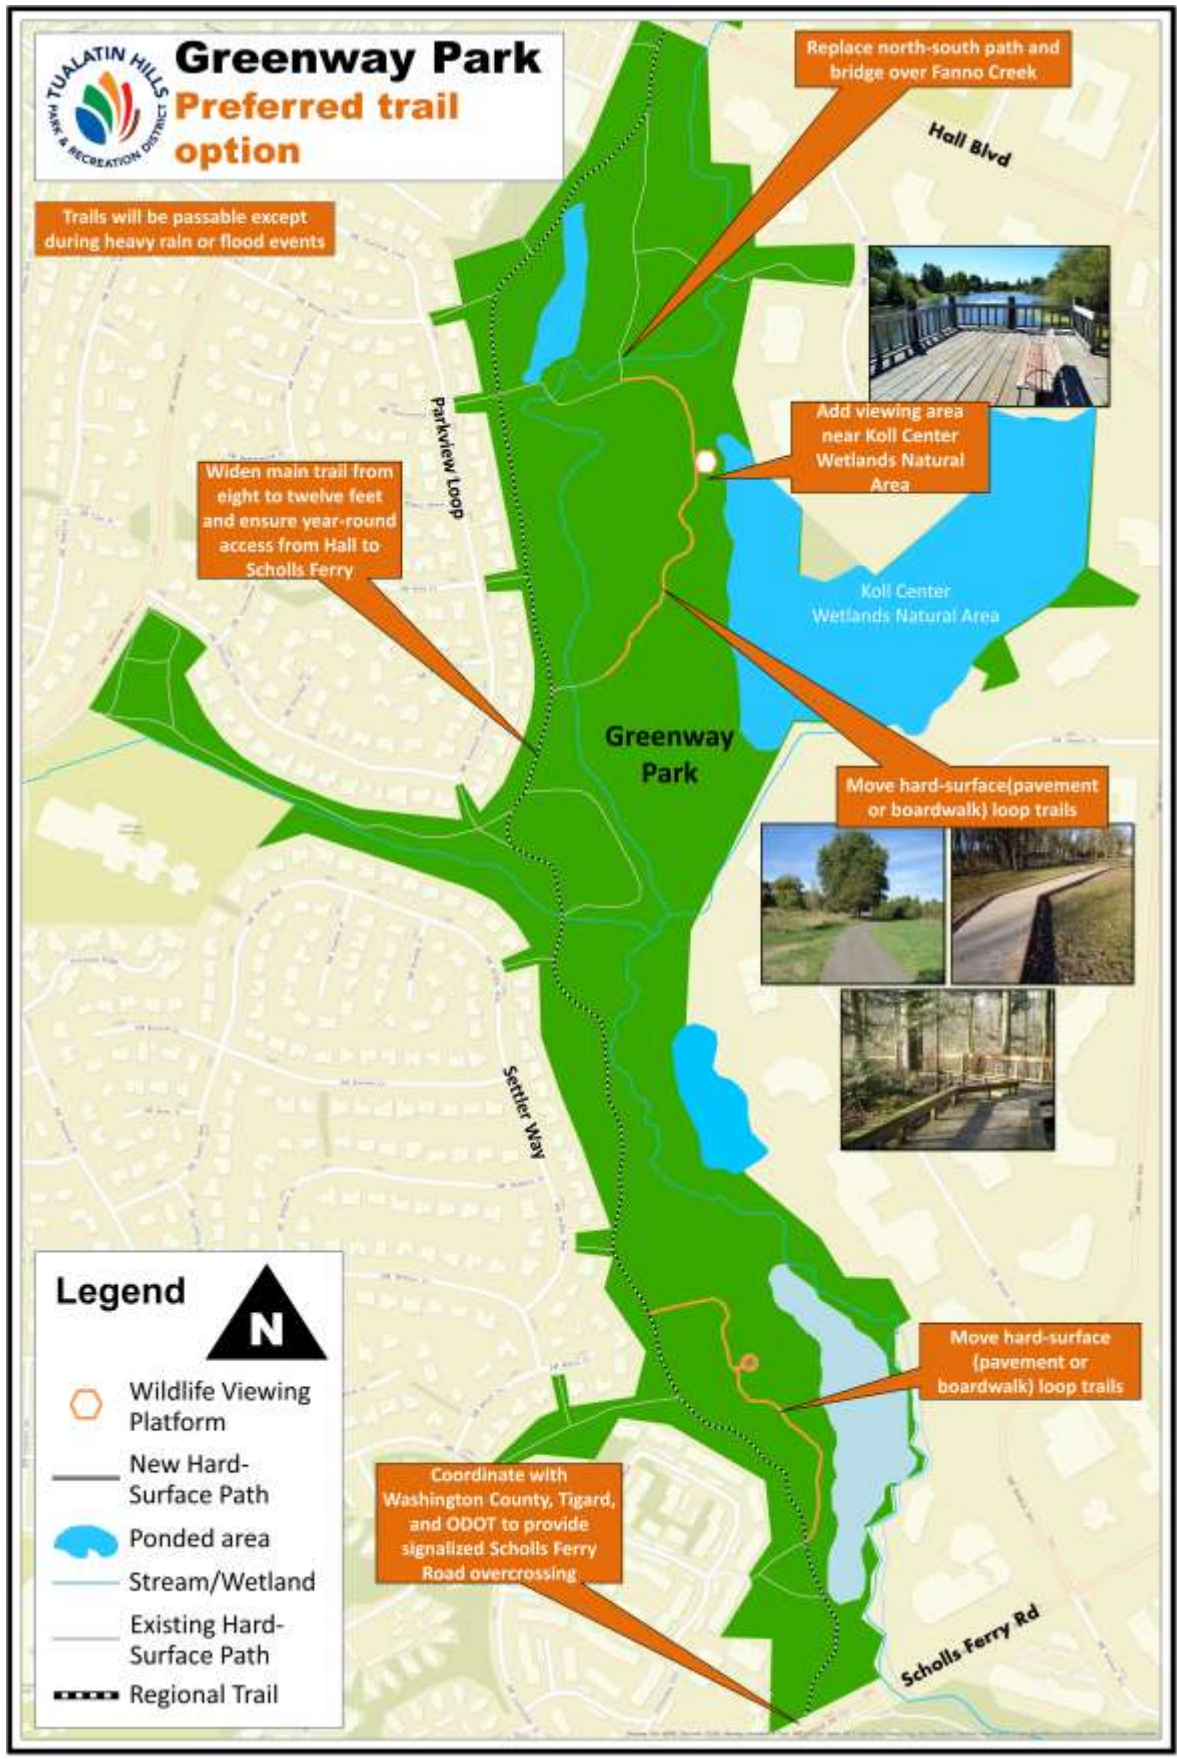 TUALATIN HILLS
PARK & RECREATION DISTRICT
Greenway Park
Preferred trail
option
Trails will be passable except
during heavy rain or flood events
Replace north-south path and
bridge over Fanno Creek
Hall Blvd
Parkview Loop
Add viewing area
near Koll Center
Wetlands Natural
Area
Widen main trail from
eight to twelve feet
and ensure year-round
access from Hall to
Scholls Ferry
Koll Center
Wetlands Natural Area
Greenway
Park
Move hard-surface(pavement
or boardwalk) loop trails
Settler Way
Legend
N
Wildlife Viewing
Platform
New Hard-
Surface Path
Ponded area
Stream/Wetland
Existing Hard-
Surface Path
Regional Trail
Move hard-surface
(pavement or
boardwalk) loop trails
Coordinate with
Washington County, Tigard,
and ODOT to provide
signalized Scholls Ferry
Road overcrossing
Scholls Ferry Rd